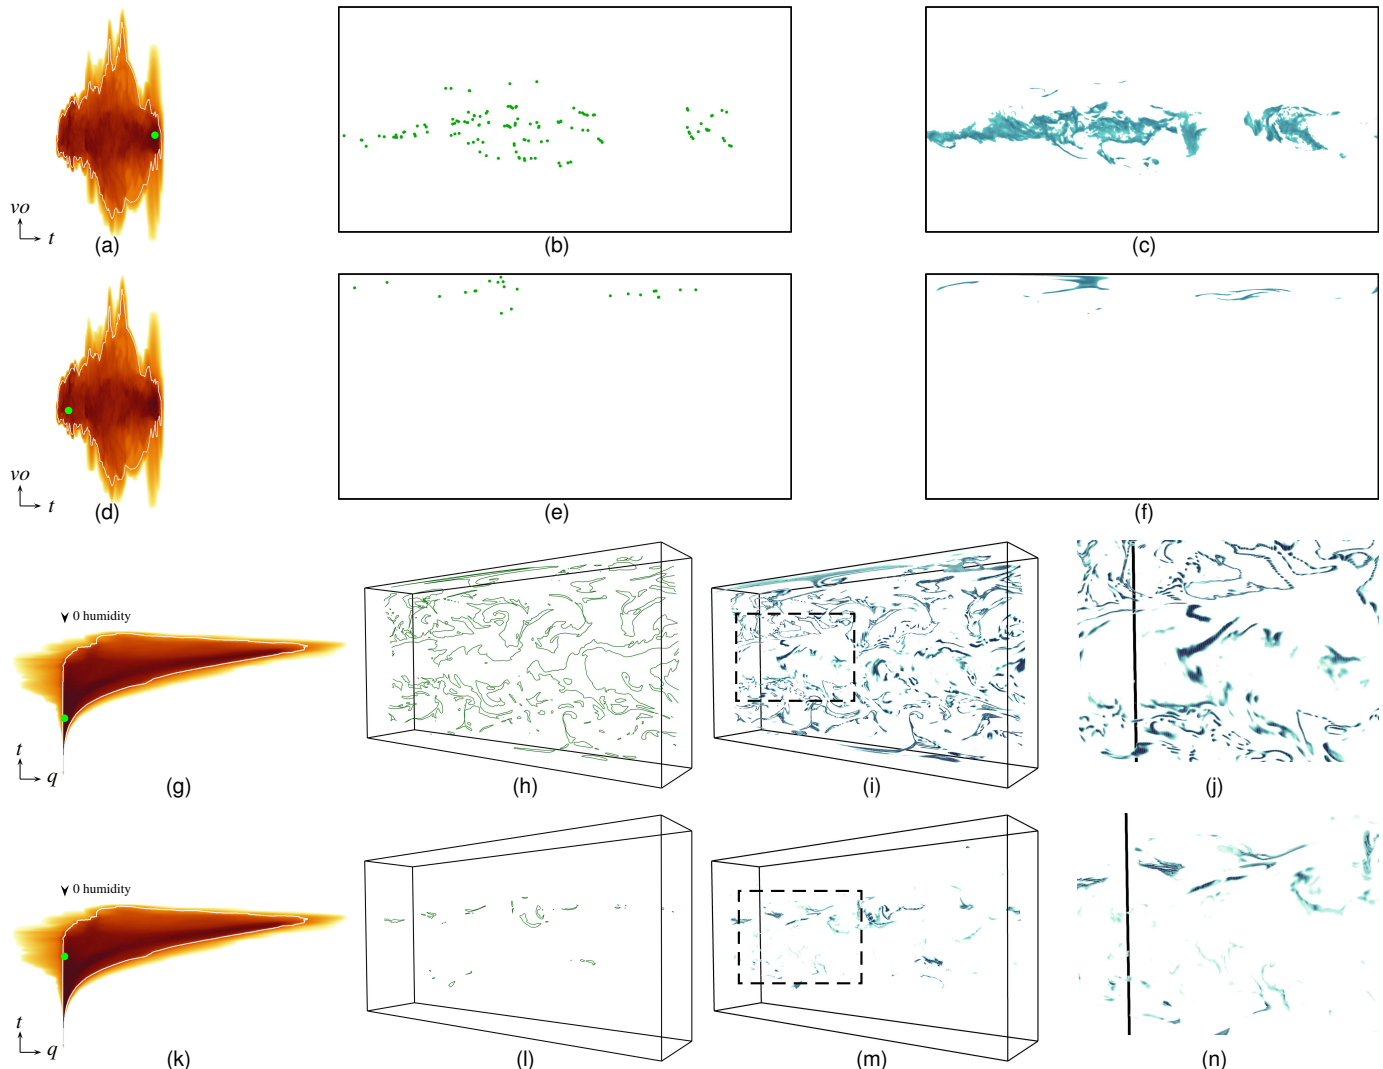 vo
t
(a)
(b)
(c)
vo
t
(d)
(e)
(f)
0 humidity
t
q
(g)
(h)
(i)
(j)
0 humidity
t
q
(k)
(l)
(m)
(n)